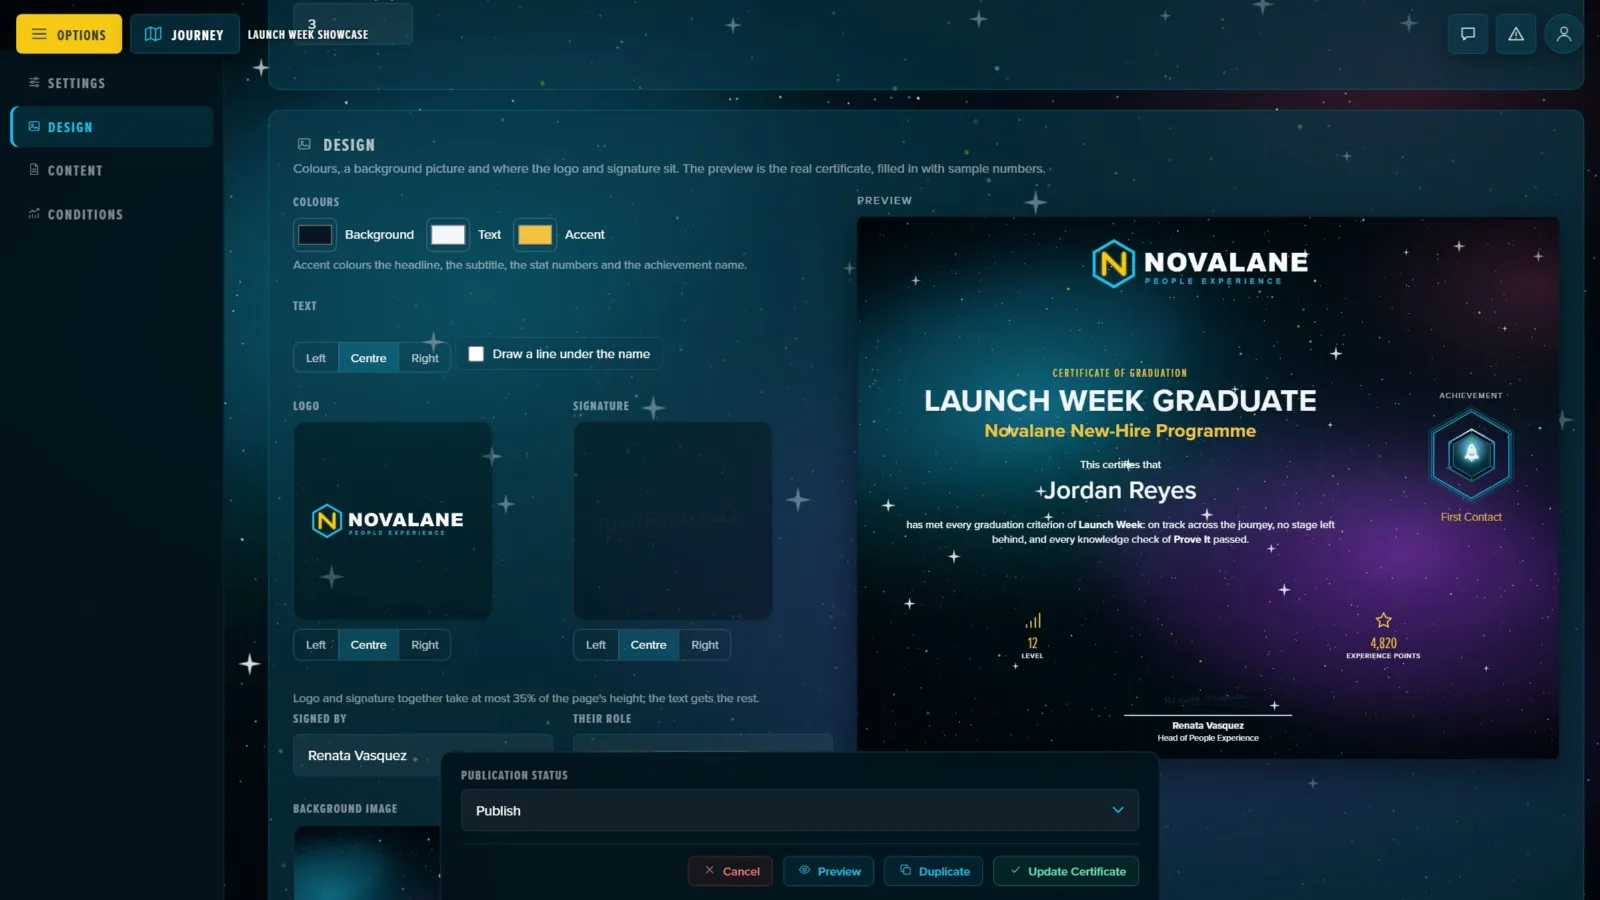 OPTIONS
JOURNEY
LAUNCH WEEK SHOWCASE
3
SETTINGS
DESIGN
CONTENT
CONDITIONS
DESIGN
Colours, a background picture and where the logo and signature sit. The preview is the real certificate, filled in with sample numbers.
COLOURS
Background
Text
Accent
Accent colours the headline, the subtitle, the stat numbers and the achievement name.
TEXT
Left
Centre
Right
Draw a line under the name
LOGO
SIGNATURE
NOVALANE
PEOPLE EXPERIENCE
Left
Centre
Right
Left
Centre
Right
Logo and signature together take at most 35% of the page's height; the text gets the rest.
SIGNED BY
THEIR ROLE
Renata Vasquez
BACKGROUND IMAGE
PREVIEW
NOVALANE
PEOPLE EXPERIENCE
CERTIFICATE OF GRADUATION
LAUNCH WEEK GRADUATE
Novalane New-Hire Programme
This certifies that
Jordan Reyes
has met every graduation criterion of Launch Week: on track across the journey, no stage left
behind, and every knowledge check of Prove It passed.
ACHIEVEMENT
First Contact
12
LEVEL
4,820
EXPERIENCE POINTS
Renata Vasquez
Head of People Experience
PUBLICATION STATUS
Publish
Cancel
Preview
Duplicate
Update Certificate